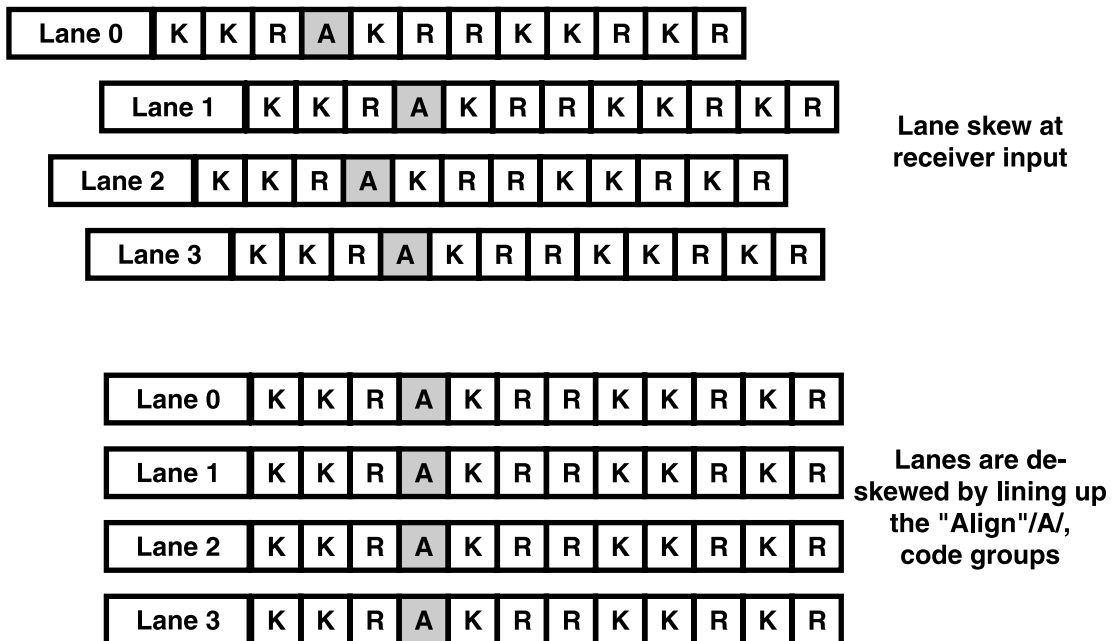 Lane 0 K K R A K R R K K R K R
Lane 1 K K R A K R R K K R K R
Lane 2 K K R A K R R K K R K R
Lane 3 K K R A K R R K K R K R
Lane skew at
receiver input
Lane 0 K K R A K R R K K R K R
Lane 1 K K R A K R R K K R K R
Lane 2 K K R A K R R K K R K R
Lane 3 K K R A K R R K K R K R
Lanes are de-
skewed by lining up
the "Align"/A/,
code groups